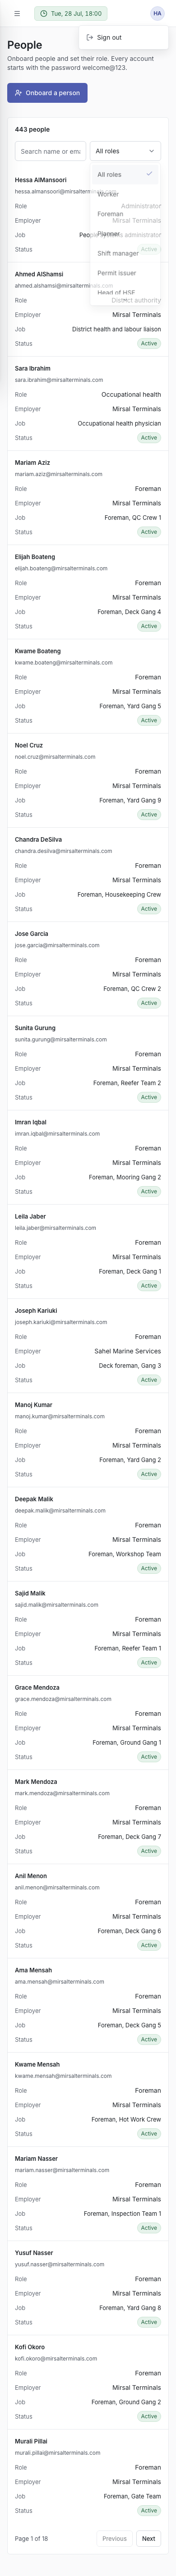 Tue, 28 Jul, 18:00
HA
Sign out
People
Onboard people and set their role. Every account
starts with the password welcome@123.
Onboard a person
443 people
Search name or ema
All roles
All roles
Worker
Foreman
Planner
Shift manager
Permit issuer
Head of HSE
Hessa AlMansoori
hessa.almansoori@mirsalterminals.com
Role Administrator
Employer Mirsal Terminals
Job administrator
Status Active
Ahmed AlShamsi
ahmed.alshamsi@mirsalterminals.com
Role District authority
Employer Mirsal Terminals
Job District health and labour liaison
Status Active
Sara Ibrahim
sara.ibrahim@mirsalterminals.com
Role Occupational health
Employer Mirsal Terminals
Job Occupational health physician
Status Active
Mariam Aziz
mariam.aziz@mirsalterminals.com
Role Foreman
Employer Mirsal Terminals
Job Foreman, QC Crew 1
Status Active
Elijah Boateng
elijah.boateng@mirsalterminals.com
Role Foreman
Employer Mirsal Terminals
Job Foreman, Deck Gang 4
Status Active
Kwame Boateng
kwame.boateng@mirsalterminals.com
Role Foreman
Employer Mirsal Terminals
Job Foreman, Yard Gang 5
Status Active
Noel Cruz
noel.cruz@mirsalterminals.com
Role Foreman
Employer Mirsal Terminals
Job Foreman, Yard Gang 9
Status Active
Chandra DeSilva
chandra.desilva@mirsalterminals.com
Role Foreman
Employer Mirsal Terminals
Job Foreman, Housekeeping Crew
Status Active
Jose Garcia
jose.garcia@mirsalterminals.com
Role Foreman
Employer Mirsal Terminals
Job Foreman, QC Crew 2
Status Active
Sunita Gurung
sunita.gurung@mirsalterminals.com
Role Foreman
Employer Mirsal Terminals
Job Foreman, Reefer Team 2
Status Active
Imran Iqbal
imran.iqbal@mirsalterminals.com
Role Foreman
Employer Mirsal Terminals
Job Foreman, Mooring Gang 2
Status Active
Leila Jaber
leila.jaber@mirsalterminals.com
Role Foreman
Employer Mirsal Terminals
Job Foreman, Deck Gang 1
Status Active
Joseph Kariuki
joseph.kariuki@mirsalterminals.com
Role Foreman
Employer Sahel Marine Services
Job Deck foreman, Gang 3
Status Active
Manoj Kumar
manoj.kumar@mirsalterminals.com
Role Foreman
Employer Mirsal Terminals
Job Foreman, Yard Gang 2
Status Active
Deepak Malik
deepak.malik@mirsalterminals.com
Role Foreman
Employer Mirsal Terminals
Job Foreman, Workshop Team
Status Active
Sajid Malik
sajid.malik@mirsalterminals.com
Role Foreman
Employer Mirsal Terminals
Job Foreman, Reefer Team 1
Status Active
Grace Mendoza
grace.mendoza@mirsalterminals.com
Role Foreman
Employer Mirsal Terminals
Job Foreman, Ground Gang 1
Status Active
Mark Mendoza
mark.mendoza@mirsalterminals.com
Role Foreman
Employer Mirsal Terminals
Job Foreman, Deck Gang 7
Status Active
Anil Menon
anil.menon@mirsalterminals.com
Role Foreman
Employer Mirsal Terminals
Job Foreman, Deck Gang 6
Status Active
Ama Mensah
ama.mensah@mirsalterminals.com
Role Foreman
Employer Mirsal Terminals
Job Foreman, Deck Gang 5
Status Active
Kwame Mensah
kwame.mensah@mirsalterminals.com
Role Foreman
Employer Mirsal Terminals
Job Foreman, Hot Work Crew
Status Active
Mariam Nasser
mariam.nasser@mirsalterminals.com
Role Foreman
Employer Mirsal Terminals
Job Foreman, Inspection Team 1
Status Active
Yusuf Nasser
yusuf.nasser@mirsalterminals.com
Role Foreman
Employer Mirsal Terminals
Job Foreman, Yard Gang 8
Status Active
Kofi Okoro
kofi.okoro@mirsalterminals.com
Role Foreman
Employer Mirsal Terminals
Job Foreman, Ground Gang 2
Status Active
Murali Pillai
murali.pillai@mirsalterminals.com
Role Foreman
Employer Mirsal Terminals
Job Foreman, Gate Team
Status Active
Page 1 of 18
Previous
Next